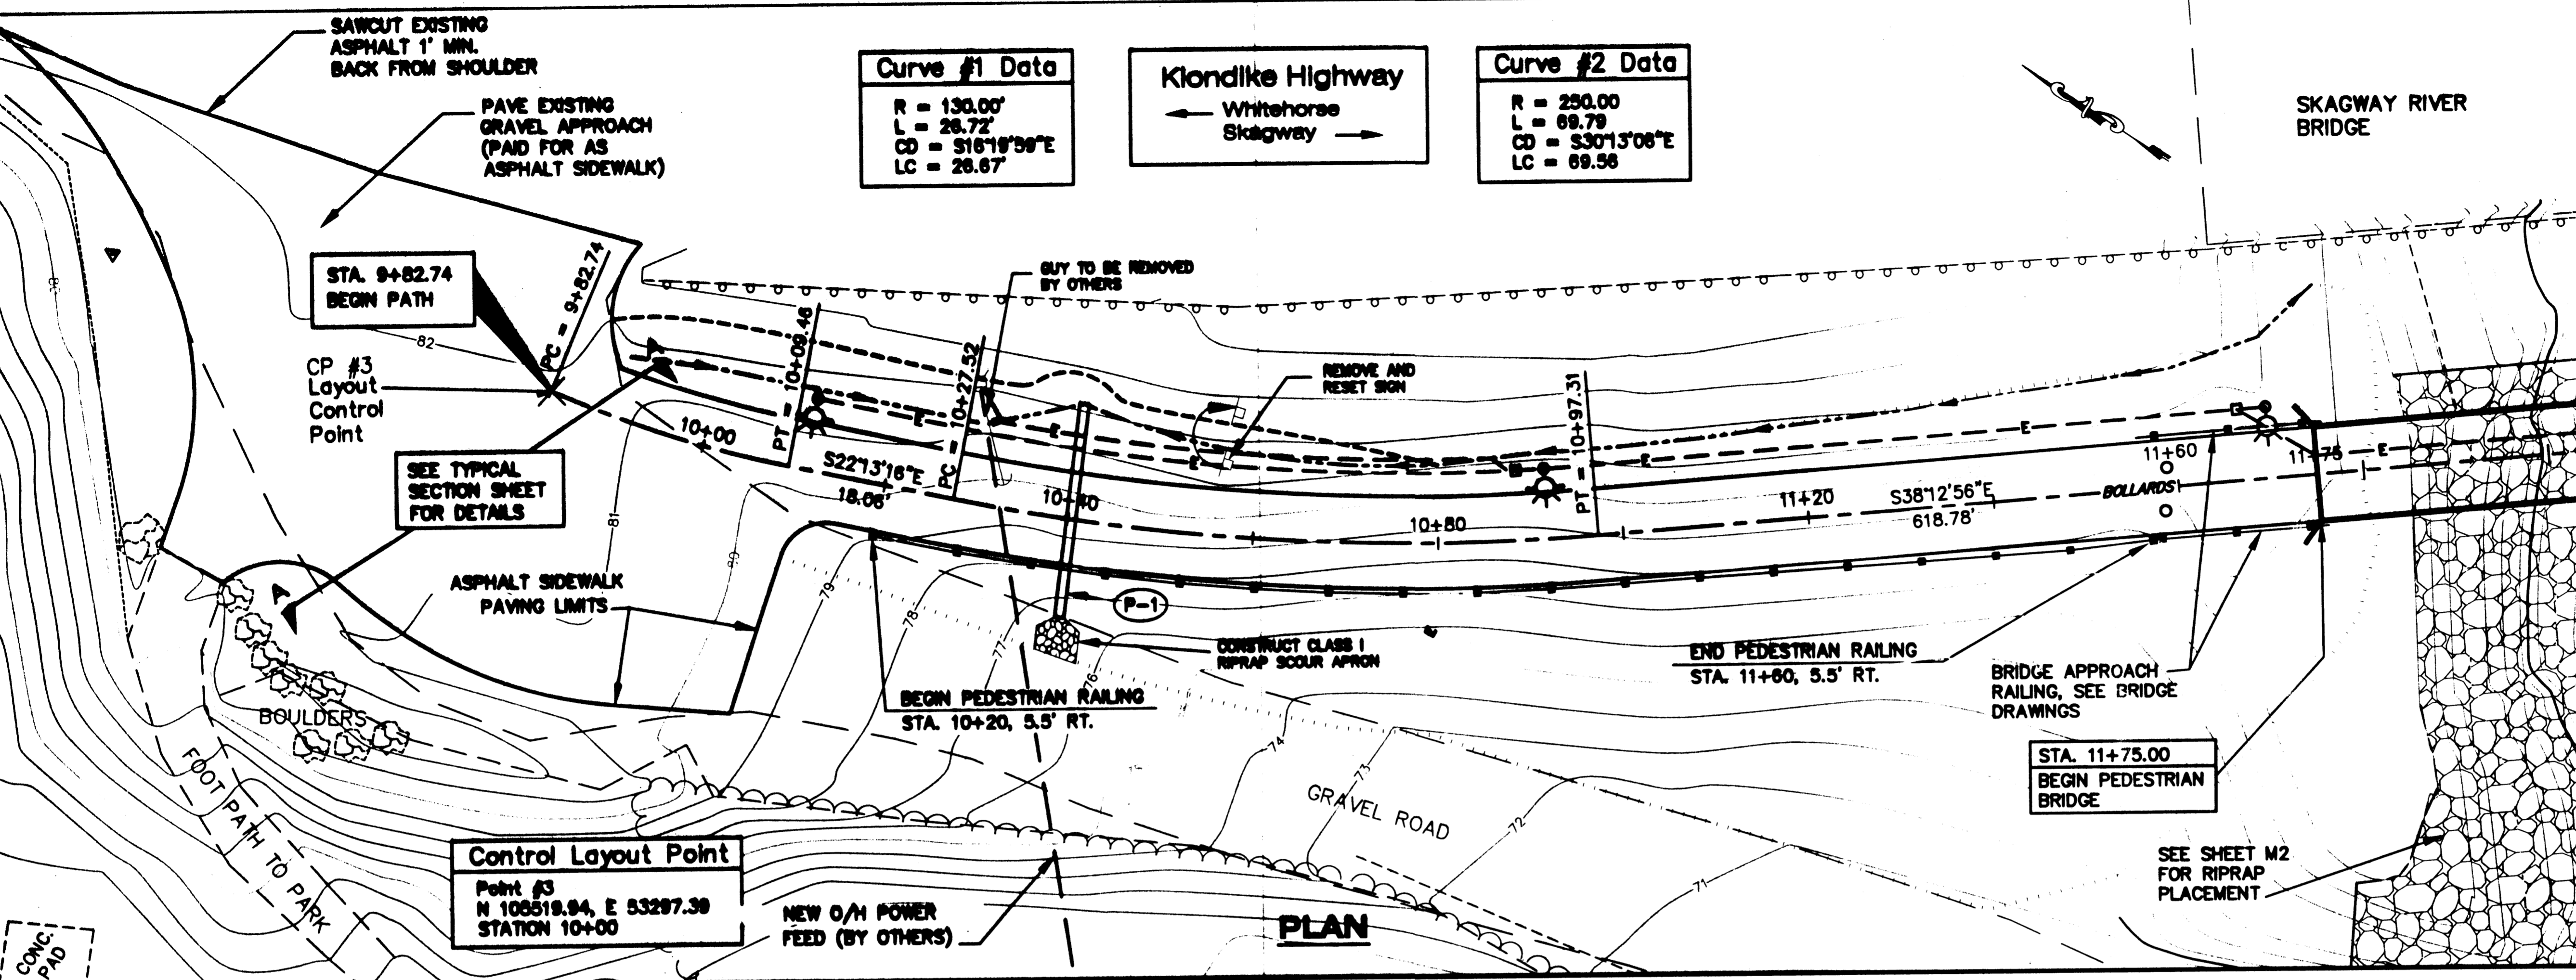 SAWCUT EXISTING
ASPHALT 1' MIN.
BACK FROM SHOULDER
PAVE EXISTING
GRAVEL APPROACH
(PAID FOR AS
ASPHALT SIDEWALK)
Curve #1 Data
R = 130.00'
L = 26.72'
CD = S16°19'59"E
LC = 26.67'
Klondike Highway
Whitehorse
Skagway
Curve #2 Data
R = 250.00
L = 69.79
CD = S30°13'06"E
LC = 69.56
SKAGWAY RIVER
BRIDGE
STA. 9+82.74
BEGIN PATH
PC = 9+82.74
GUY TO BE REMOVED
BY OTHERS
82
CP #3
Layout
Control
Point
A
PT = 10+09.46
PC = 10+27.52
REMOVE AND
RESET SIGN
PT = 10+97.31
10+00
S22°13'16"E
18.06'
E
E
E
E
E
E
10+40
10+80
11+20
S38°12'56"E
618.78'
BOLLARDS
11+60
11+75
SEE TYPICAL
SECTION SHEET
FOR DETAILS
81
80
79
78
77
76
A
ASPHALT SIDEWALK
PAVING LIMITS
P-1
CONSTRUCT CLASS I
RIPRAP SCOUR APRON
BEGIN PEDESTRIAN RAILING
STA. 10+20, 5.5' RT.
END PEDESTRIAN RAILING
STA. 11+60, 5.5' RT.
BRIDGE APPROACH
RAILING, SEE BRIDGE
DRAWINGS
STA. 11+75.00
BEGIN PEDESTRIAN
BRIDGE
BOULDERS
FOOT PATH TO PARK
74
73
72
71
GRAVEL ROAD
Control Layout Point
Point #3
N 106519.94, E 53297.39
STATION 10+00
NEW O/H POWER
FEED (BY OTHERS)
PLAN
SEE SHEET M2
FOR RIPRAP
PLACEMENT
CONC.
PAD